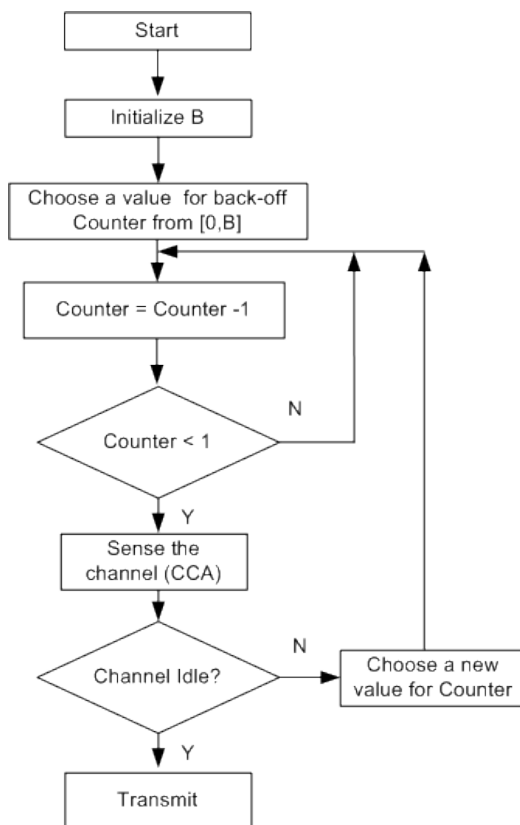 Start
Initialize B
Choose a value for back-off
Counter from [0,B]
Counter = Counter -1
N
Counter < 1
Y
Sense the
channel (CCA)
N
Channel Idle?
Choose a new
value for Counter
Y
Transmit